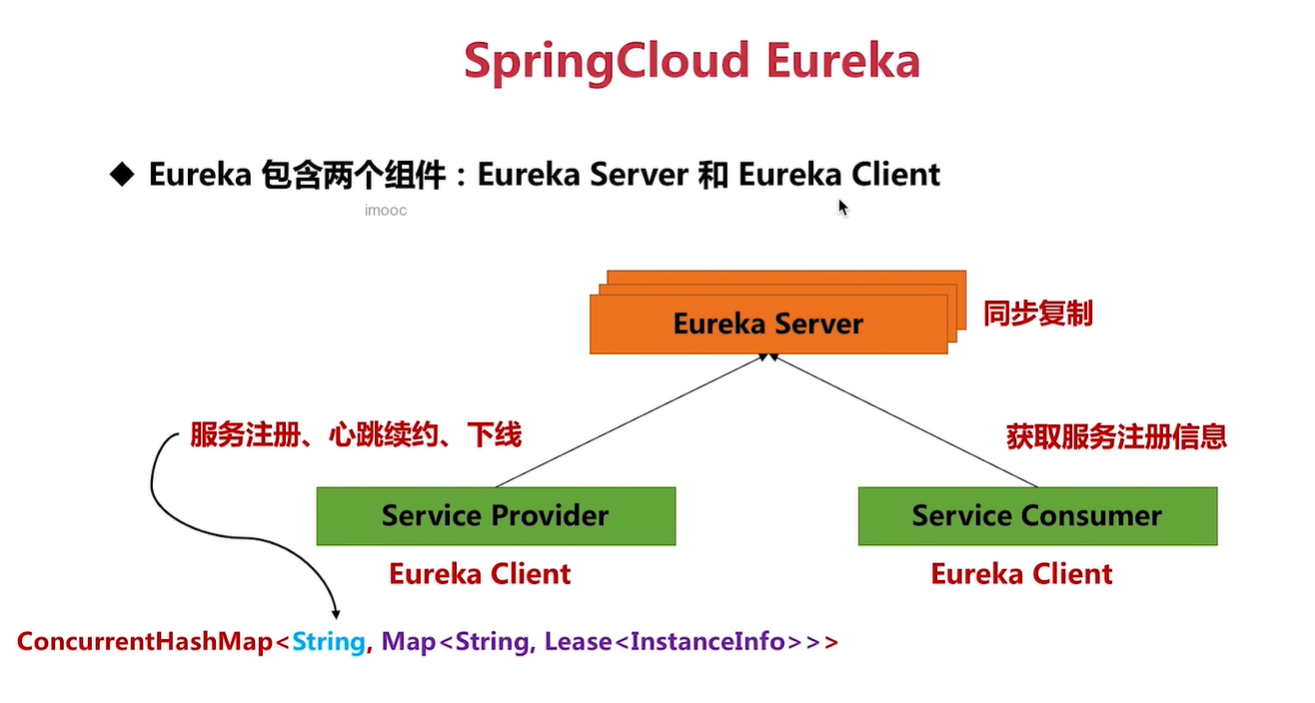 SpringCloud Eureka
◆ Eureka 包含两个组件：Eureka Server 和 Eureka Client
imooc
Eureka Server
同步复制
服务注册、心跳续约、下线
获取服务注册信息
Service Provider
Service Consumer
Eureka Client
Eureka Client
ConcurrentHashMap<String, Map<String, Lease<InstanceInfo>>>